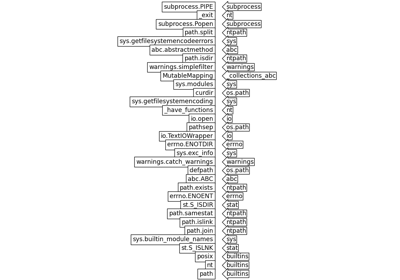 subprocess.PIPE subprocess
_exit nt
subprocess.Popen subprocess
path.split ntpath
sys.getfilesystemencodeerrors sys
abc.abstractmethod abc
path.isdir ntpath
warnings.simplefilter warnings
MutableMapping _collections_abc
sys.modules sys
curdir os.path
sys.getfilesystemencoding sys
_have_functions nt
io.open io
pathsep os.path
io.TextIOWrapper io
errno.ENOTDIR errno
sys.exc_info sys
warnings.catch_warnings warnings
defpath os.path
abc.ABC abc
path.exists ntpath
errno.ENOENT errno
st.S_ISDIR stat
path.samestat ntpath
path.islink ntpath
path.join ntpath
sys.builtin_module_names sys
st.S_ISLNK stat
posix builtins
nt builtins
path builtins